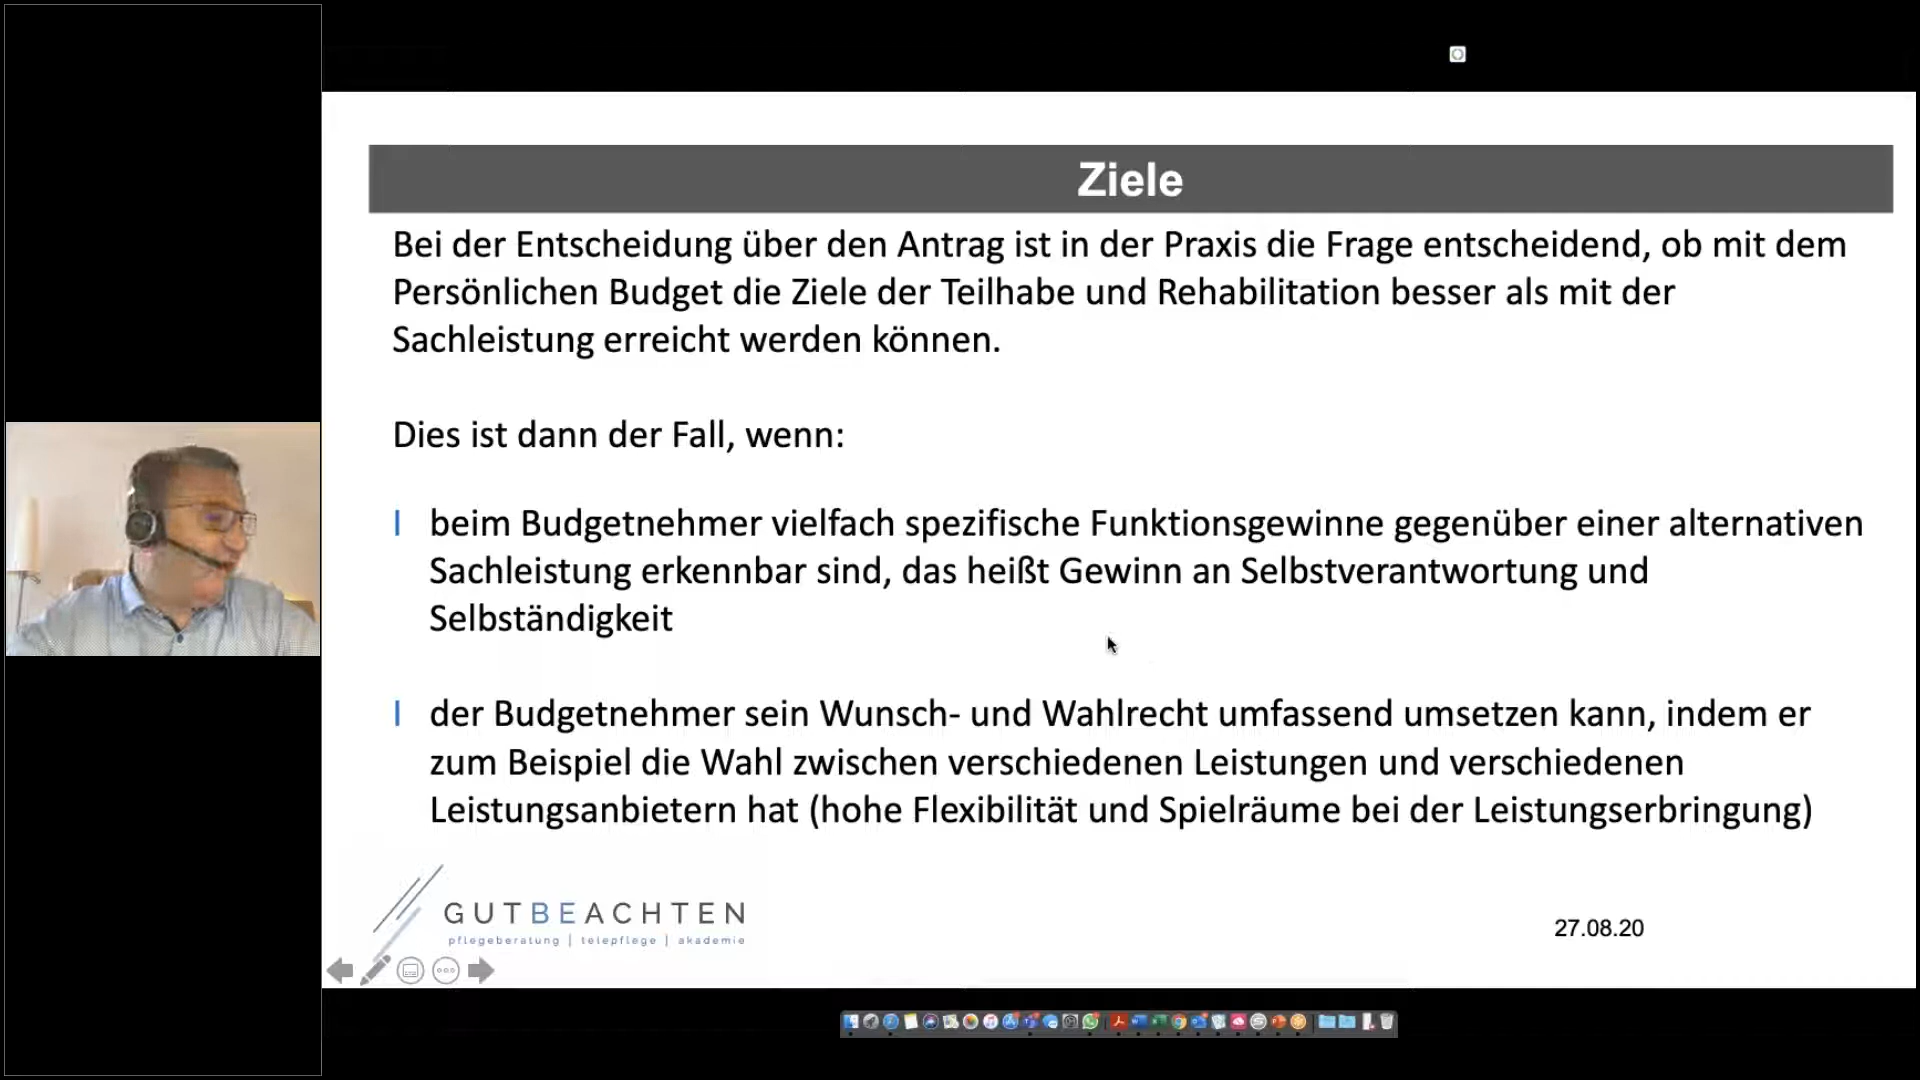 Ziele
Bei der Entscheidung über den Antrag ist in der Praxis die Frage entscheidend, ob mit dem
Persönlichen Budget die Ziele der Teilhabe und Rehabilitation besser als mit der
Sachleistung erreicht werden können.
Dies ist dann der Fall, wenn:
beim Budgetnehmer vielfach spezifische Funktionsgewinne gegenüber einer alternativen
Sachleistung erkennbar sind, das heißt Gewinn an Selbstverantwortung und
Selbständigkeit
der Budgetnehmer sein Wunsch- und Wahlrecht umfassend umsetzen kann, indem er
zum Beispiel die Wahl zwischen verschiedenen Leistungen und verschiedenen
Leistungsanbietern hat (hohe Flexibilität und Spielräume bei der Leistungserbringung)
GUTBEACHTEN
pflegeberatung | telepflege | akademie
27.08.20